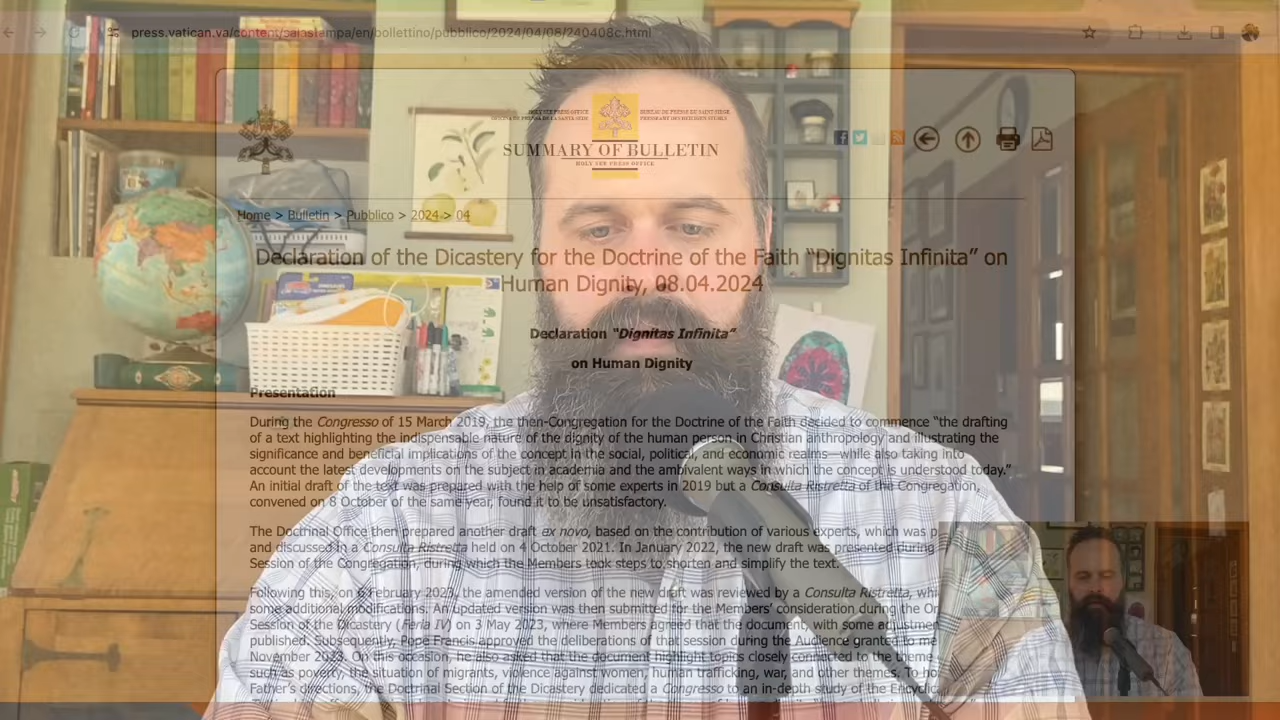 press.vatican.va/content/salastampa/en/bollettino/pubblico/2024/04/08/240408c.html
SUMMARY OF BULLETIN
HOLY SEE PRESS OFFICE
Home > Bulletin > Pubblico > 2024 > 04
Declaration of the Dicastery for the Doctrine of the Faith “Dignitas Infinita” on
Human Dignity, 08.04.2024
Declaration “Dignitas Infinita”
on Human Dignity
Presentation
During the Congresso of 15 March 2019, the then-Congregation for the Doctrine of the Faith decided to commence “the drafting
of a text highlighting the indispensable nature of the dignity of the human person in Christian anthropology and illustrating the
significance and beneficial implications of the concept in the social, political, and economic realms—while also taking into
account the latest developments on the subject in academia and the ambivalent ways in which the concept is understood today.”
An initial draft of the text was prepared with the help of some experts in 2019 but a Consulta Ristretta of the Congregation,
convened on 8 October of the same year, found it to be unsatisfactory.
The Doctrinal Office then prepared another draft ex novo, based on the contribution of various experts, which was p
and discussed in a Consulta Ristretta held on 4 October 2021. In January 2022, the new draft was presented during
Session of the Congregation, during which the Members took steps to shorten and simplify the text.
Following this, on 6 February 2023, the amended version of the new draft was reviewed by a Consulta Ristretta, whi
some additional modifications. An updated version was then submitted for the Members’ consideration during the Or
Session of the Dicastery (Feria IV) on 3 May 2023, where Members agreed that the document, with some adjustmen
published. Subsequently, Pope Francis approved the deliberations of that session during the Audience granted to me
November 2023. On this occasion, he also asked that the document highlight topics closely connected to the theme
such as poverty, the situation of migrants, violence against women, human trafficking, war, and other themes. To ho
Father’s directions, the Doctrinal Section of the Dicastery dedicated a Congresso to an in-depth study of the Encyclic